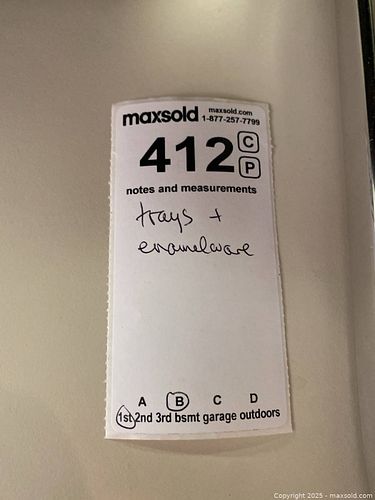 maxsold maxsold.com
1-877-257-7799
412 C
P
notes and measurements
trays +
enamelware
A B C D
1st 2nd 3rd bsmt garage outdoors
Copyright 2025 - maxsold.com